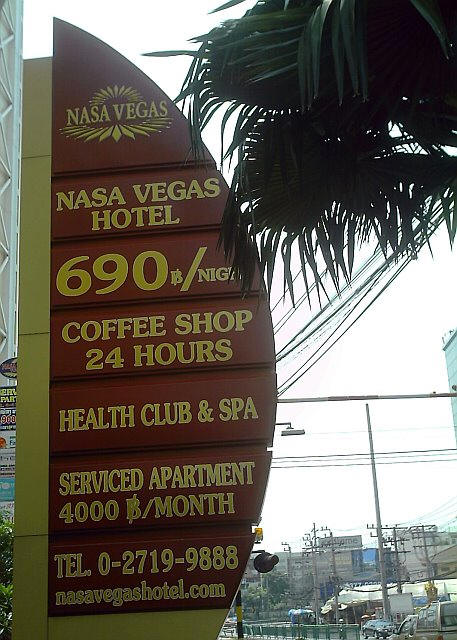 NASA VEGAS
NASA VEGAS
HOTEL
690฿/NIG
COFFEE SHOP
24 HOURS
HEALTH CLUB & SPA
SERVICED APARTMENT
4000 ฿/MONTH
TEL. 0-2719-9888
nasavegashotel.com